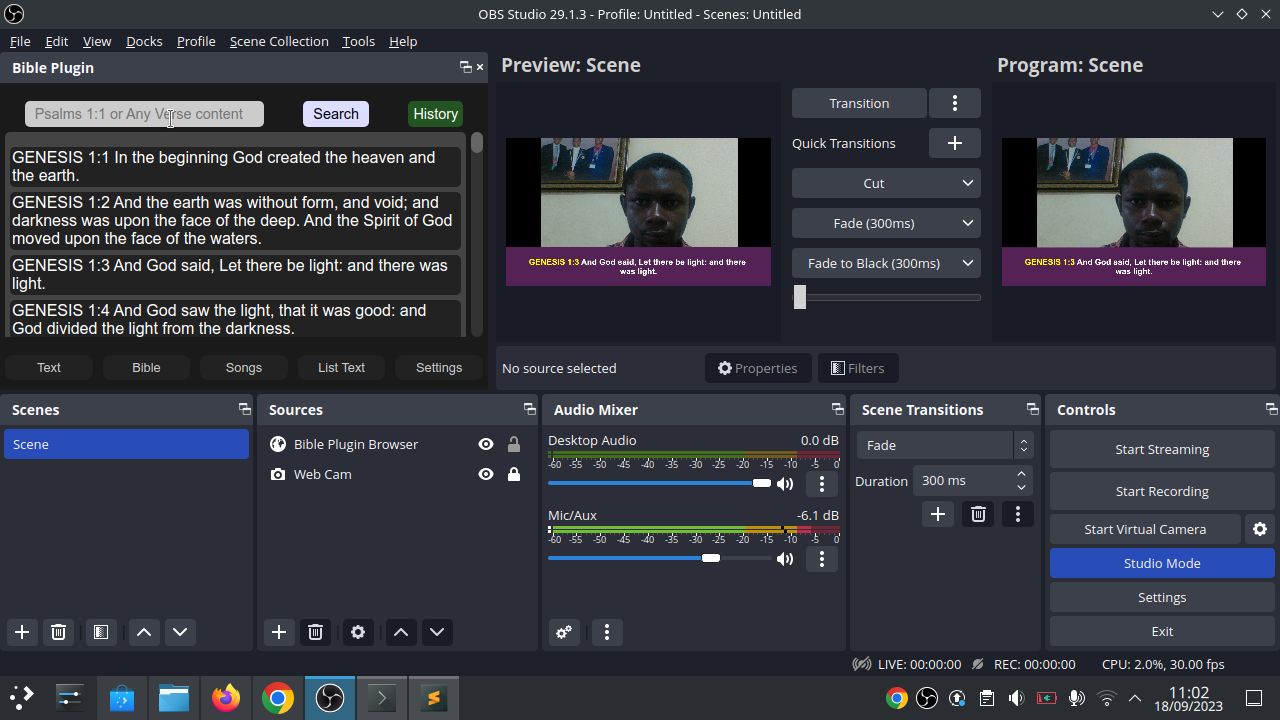 OBS Studio 29.1.3 - Profile: Untitled - Scenes: Untitled
File Edit View Docks Profile Scene Collection Tools Help
Bible Plugin
Psalms 1:1 or Any Verse content
Search
History
GENESIS 1:1 In the beginning God created the heaven and
the earth.
GENESIS 1:2 And the earth was without form, and void; and
darkness was upon the face of the deep. And the Spirit of God
moved upon the face of the waters.
GENESIS 1:3 And God said, Let there be light: and there was
light.
GENESIS 1:4 And God saw the light, that it was good: and
God divided the light from the darkness.
Text Bible Songs List Text Settings
Preview: Scene
GENESIS 1:3 And God said, Let there be light: and there
was light.
Transition
Quick Transitions
Cut
Fade (300ms)
Fade to Black (300ms)
Program: Scene
GENESIS 1:3 And God said, Let there be light: and there
was light.
No source selected
Properties
Filters
Scenes
Scene
Sources
Bible Plugin Browser
Web Cam
Audio Mixer
Desktop Audio 0.0 dB
-60 -55 -50 -45 -40 -35 -30 -25 -20 -15 -10 -5 0
Mic/Aux -6.1 dB
-60 -55 -50 -45 -40 -35 -30 -25 -20 -15 -10 -5 0
Scene Transitions
Fade
Duration 300 ms
Controls
Start Streaming
Start Recording
Start Virtual Camera
Studio Mode
Settings
Exit
LIVE: 00:00:00 REC: 00:00:00 CPU: 2.0%, 30.00 fps
11:02
18/09/2023